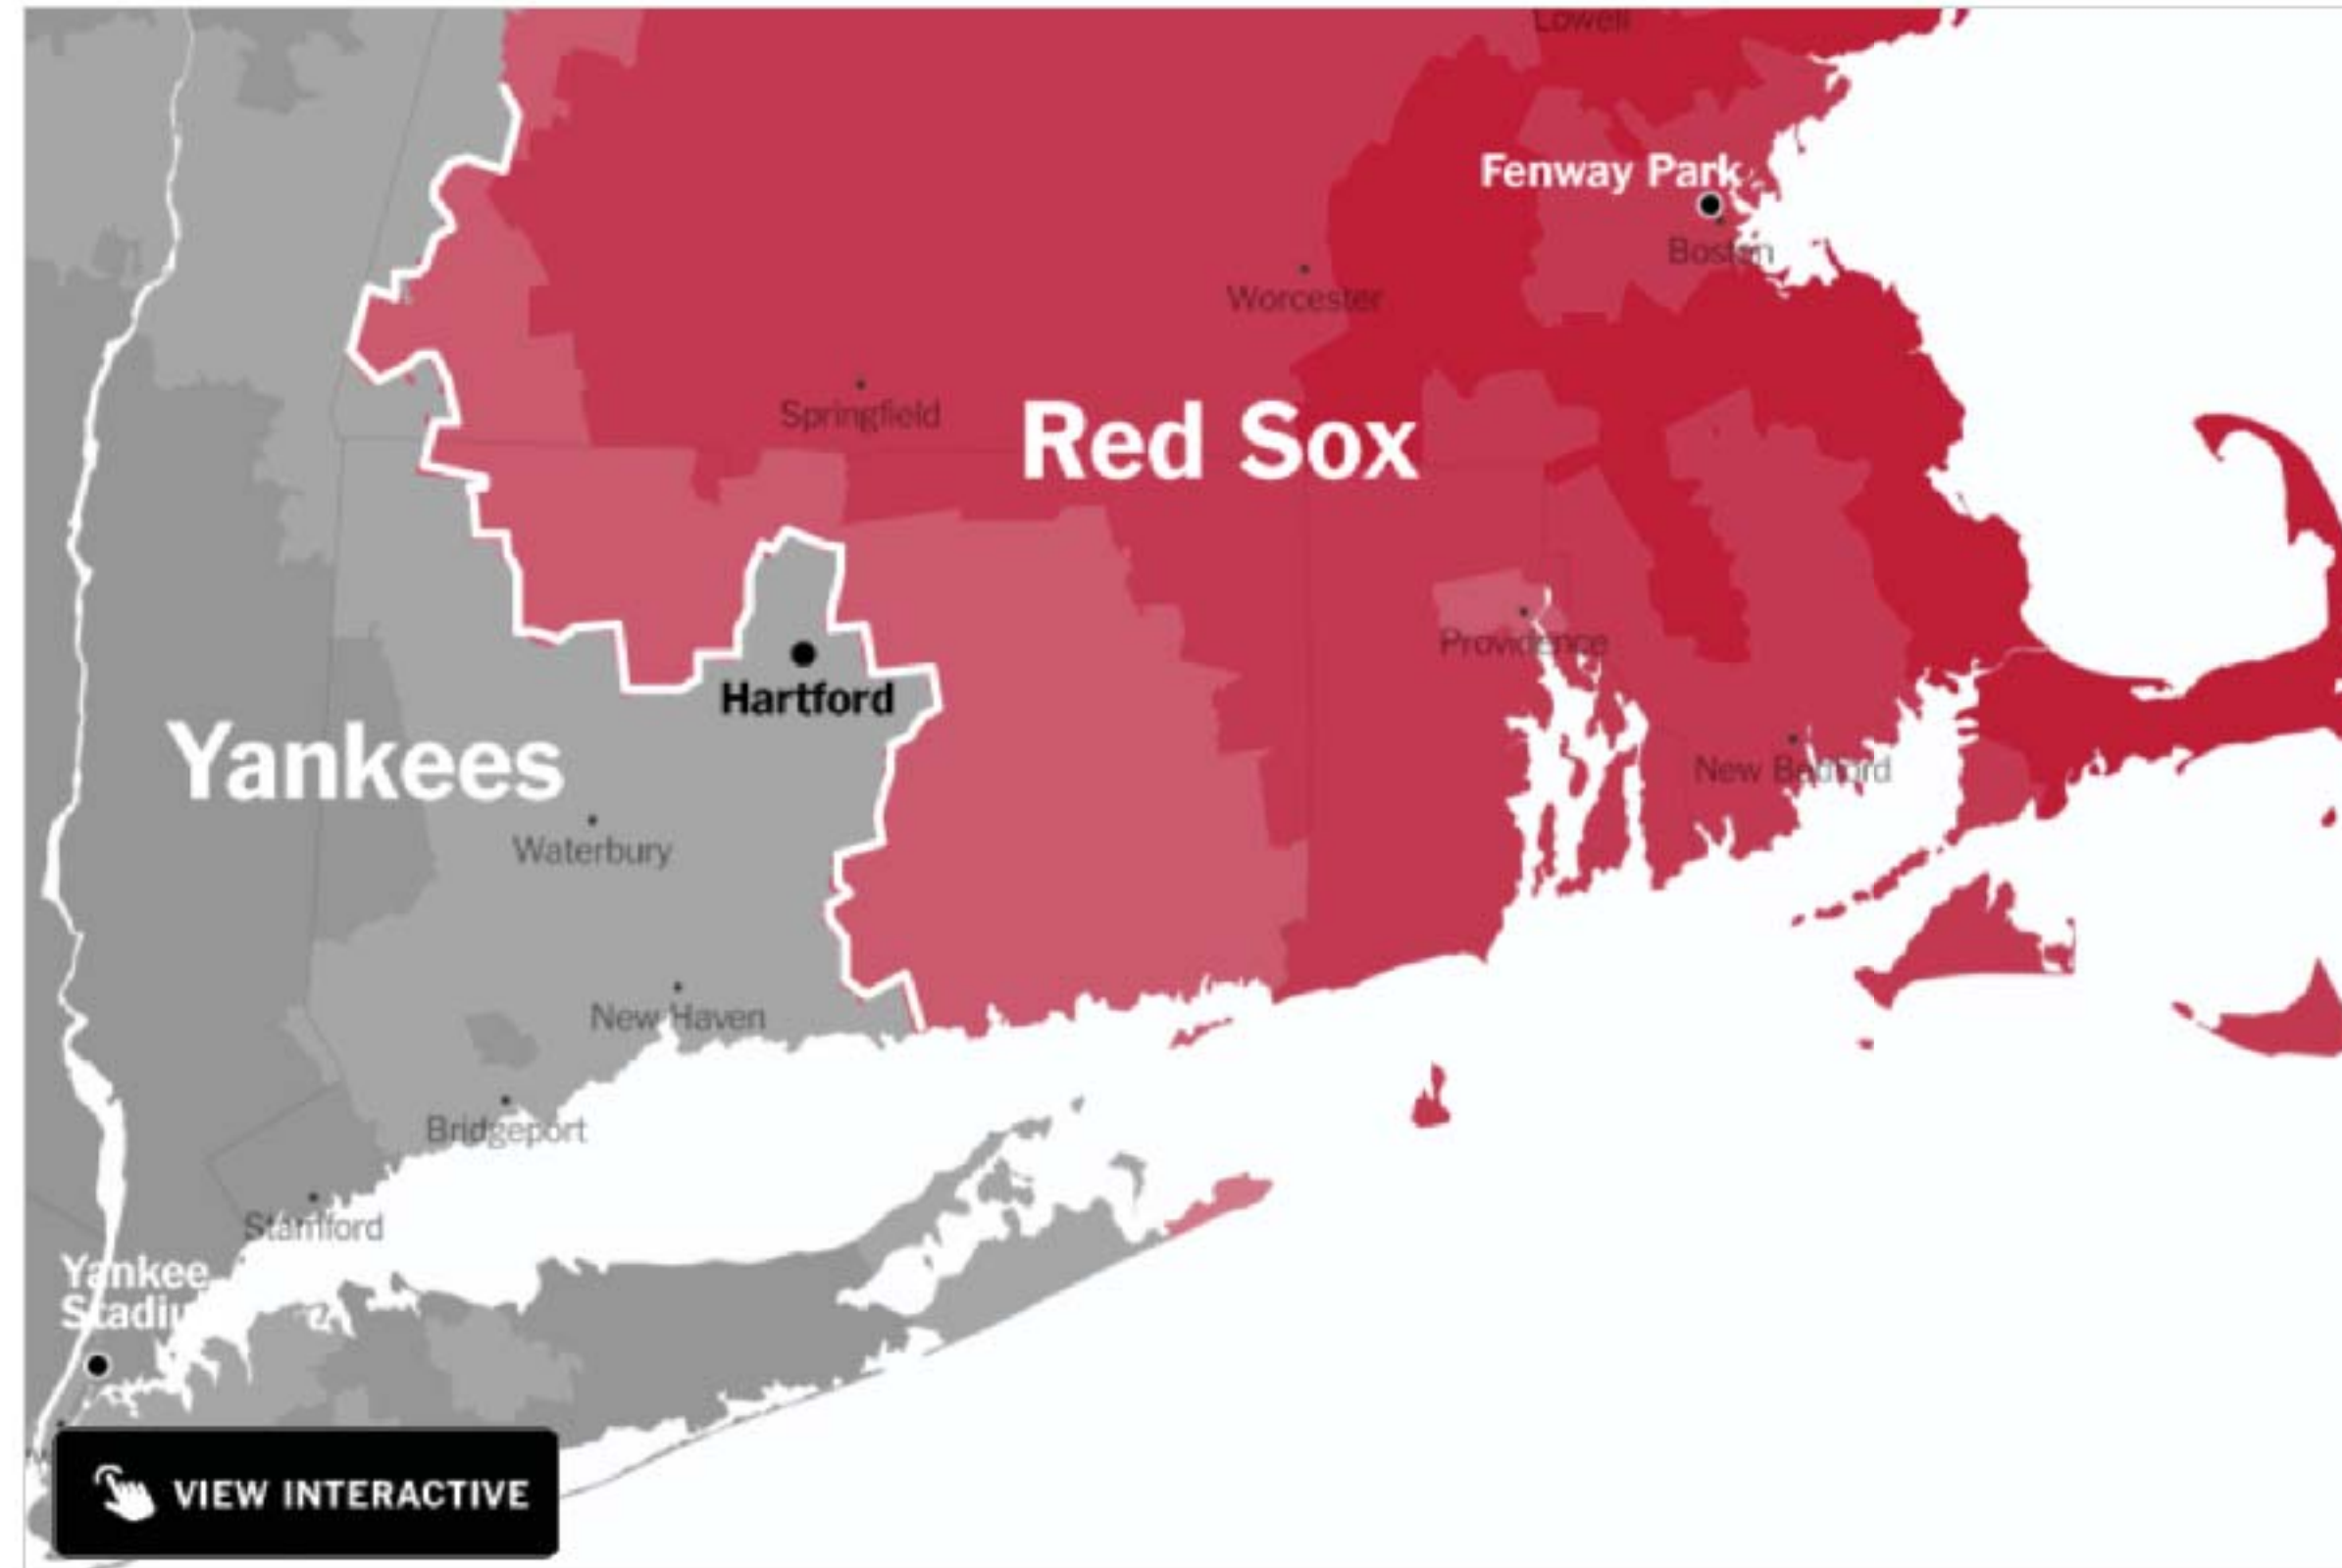 Lowell
Fenway Park
Boston
Worcester
Springfield
Red Sox
Providence
Hartford
Yankees
New Bedford
Waterbury
New Haven
Bridgeport
Stamford
Yankee
Stadiu
VIEW INTERACTIVE